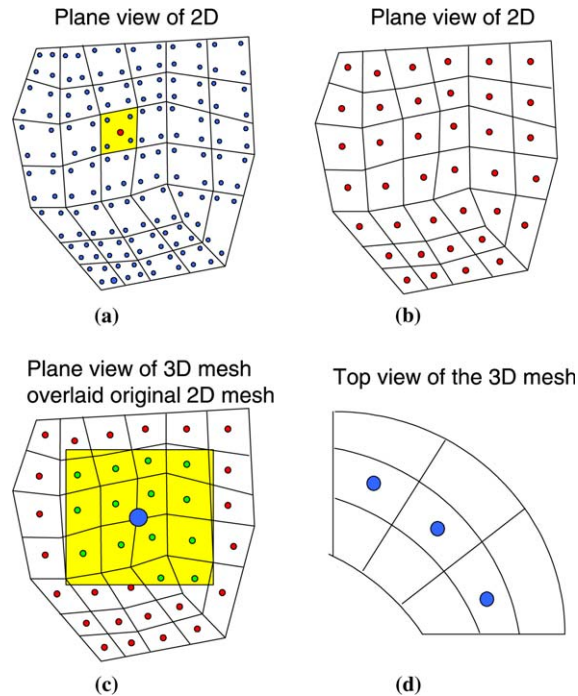 Plane view of 2D
Plane view of 2D
(a)
(b)
Plane view of 3D mesh
overlaid original 2D mesh
Top view of the 3D mesh
(c)
(d)